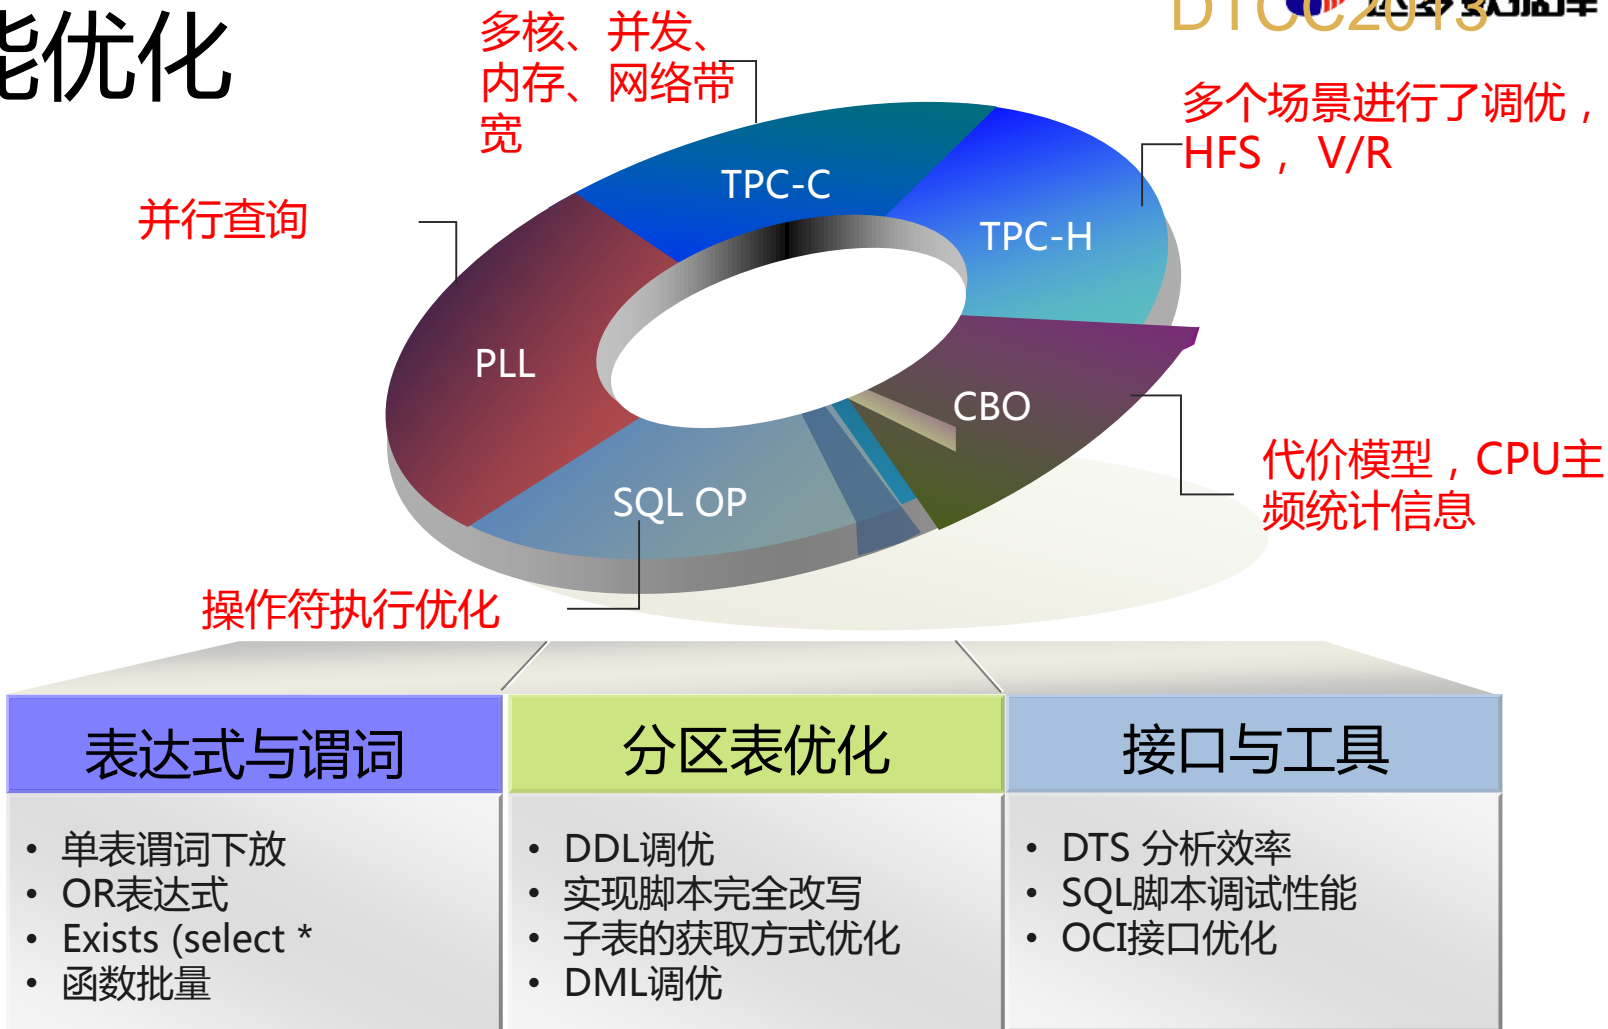 能优化
DTCC2013
多核、并发、
内存、网络带
宽
多个场景进行了调优，
HFS， V/R
TPC-C
TPC-H
并行查询
PLL
CBO
代价模型，CPU主
频统计信息
SQL OP
操作符执行优化
表达式与谓词
• 单表谓词下放
• OR表达式
• Exists (select *
• 函数批量
分区表优化
• DDL调优
• 实现脚本完全改写
• 子表的获取方式优化
• DML调优
接口与工具
• DTS 分析效率
• SQL脚本调试性能
• OCI接口优化